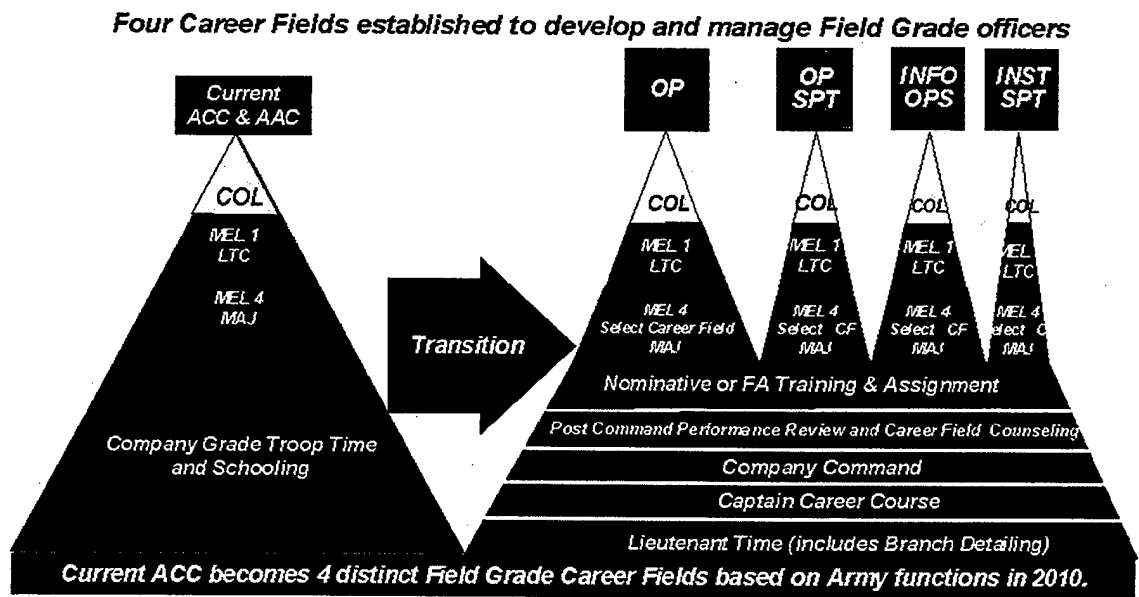 Four Career Fields established to develop and manage Field Grade officers
Current
ACC & AAC
COL
MEL 1
LTC
MEL 4
MAJ
Company Grade Troop Time
and Schooling
Transition
OP
COL
MEL 1
LTC
MEL 4
Select Career Field
MAJ
OP
SPT
COL
MEL 1
LTC
MEL 4
Select CF
MAJ
INFO
OPS
COL
MEL 1
LTC
MEL 4
Select CF
MAJ
INST
SPT
COL
MEL
LTC
MEL 4
elect C
MAJ
Nominative or FA Training & Assignment
Post Command Performance Review and Career Field Counseling
Company Command
Captain Career Course
Lieutenant Time (includes Branch Detailing)
Current ACC becomes 4 distinct Field Grade Career Fields based on Army functions in 2010.